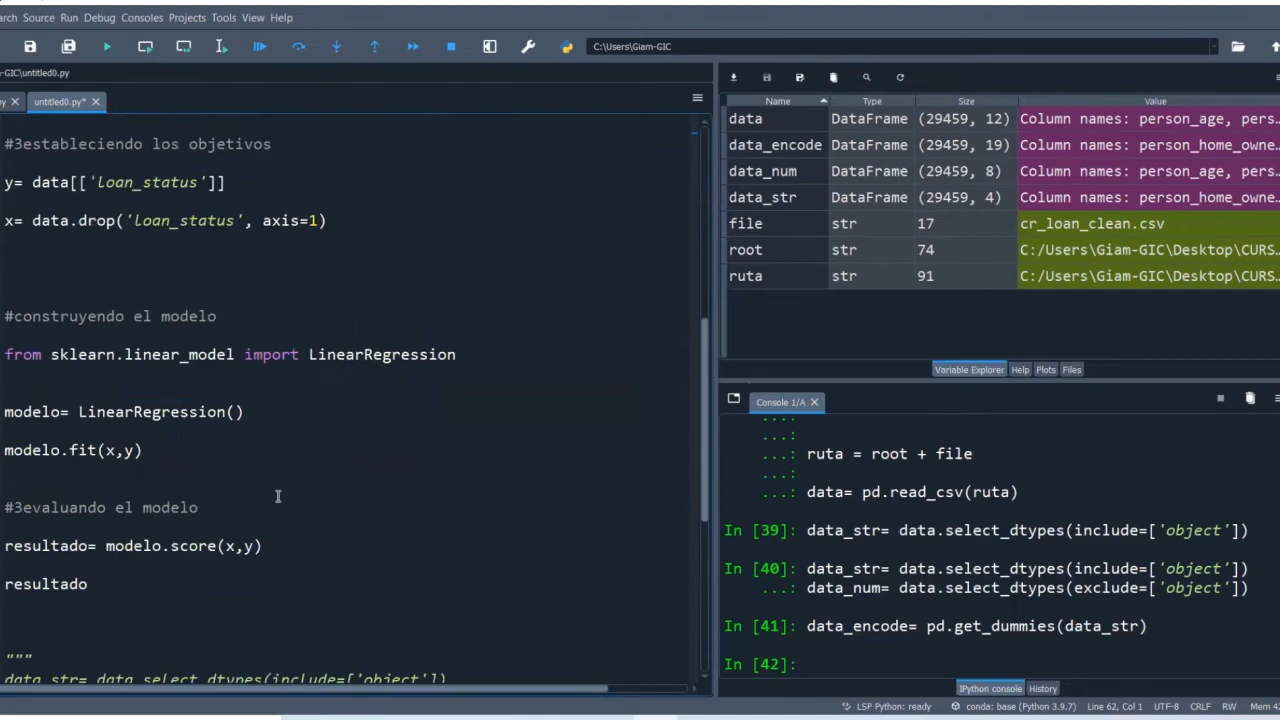 arch Source Run Debug Consoles Projects Tools View Help
C:\Users\Giam-GIC
m-GIC\untitled0.py
py
untitled0.py*
#3estableciendo los objetivos
y= data[['loan_status']]
x= data.drop('loan_status', axis=1)
#construyendo el modelo
from sklearn.linear_model import LinearRegression
modelo= LinearRegression()
modelo.fit(x,y)
#3evaluando el modelo
resultado= modelo.score(x,y)
resultado
"""
data_str= data.select_dtypes(include=['object'])
Name Type Size Value
data DataFrame (29459, 12) Column names: person_age, pers…
data_encode DataFrame (29459, 19) Column names: person_home_owne…
data_num DataFrame (29459, 8) Column names: person_age, pers…
data_str DataFrame (29459, 4) Column names: person_home_owne…
file str 17 cr_loan_clean.csv
root str 74 C:/Users/Giam-GIC\Desktop\CURS…
ruta str 91 C:/Users/Giam-GIC\Desktop\CURS…
Variable Explorer Help Plots Files
Console 1/A
...:
...:
...: ruta = root + file
...:
...: data= pd.read_csv(ruta)
In [39]: data_str= data.select_dtypes(include=['object'])
In [40]: data_str= data.select_dtypes(include=['object'])
...: data_num= data.select_dtypes(exclude=['object'])
In [41]: data_encode= pd.get_dummies(data_str)
In [42]:
IPython console History
LSP Python: ready conda: base (Python 3.9.7) Line 62, Col 1 UTF-8 CRLF RW Mem 4